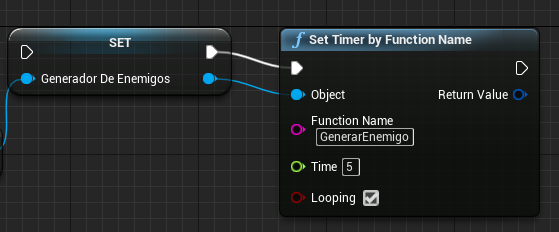 SET
Generador De Enemigos
f Set Timer by Function Name
Object
Return Value
Function Name
GenerarEnemigo
Time 5
Looping